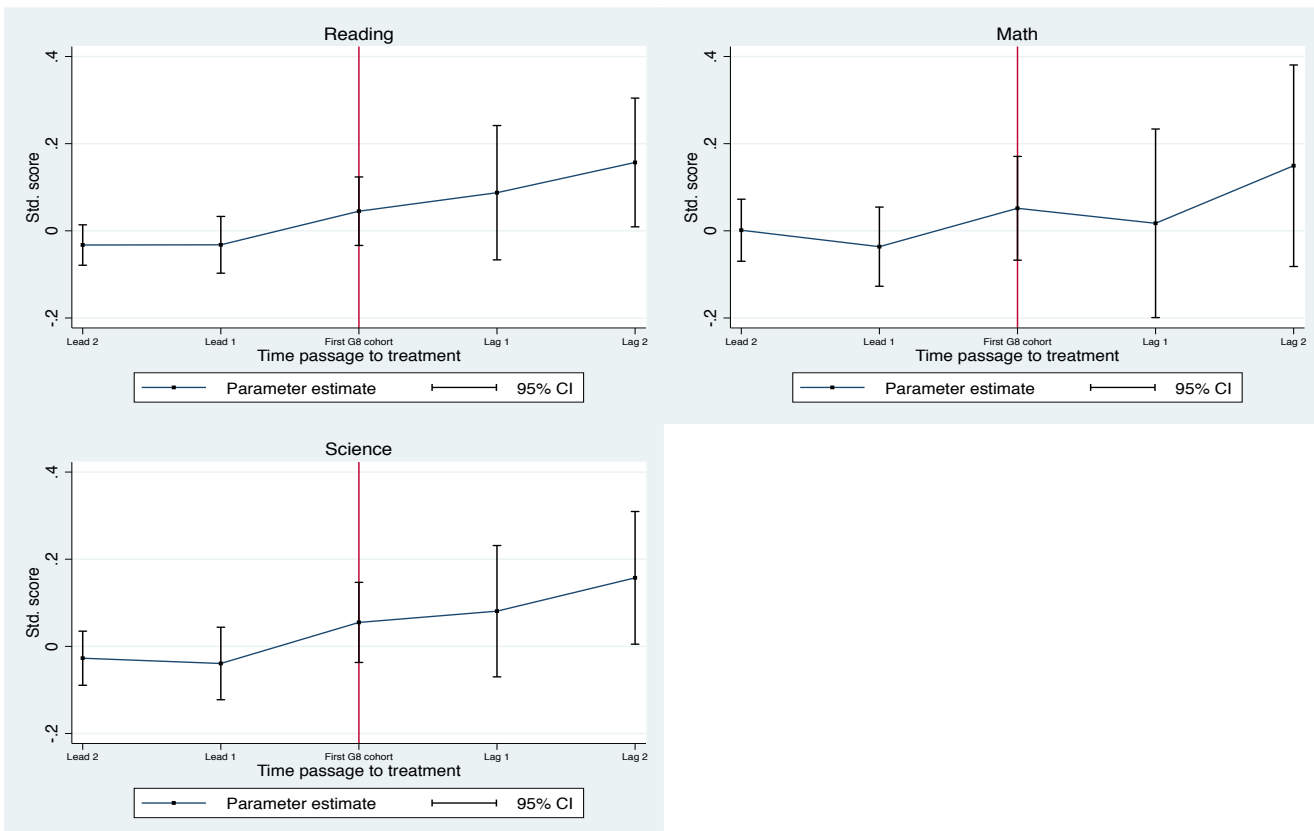 Reading
Std. score
.4
.2
0
-.2
Lead 2 Lead 1 First G8 cohort Lag 1 Lag 2
Time passage to treatment
Parameter estimate 95% CI
Math
Std. score
.4
.2
0
-.2
Lead 2 Lead 1 First G8 cohort Lag 1 Lag 2
Time passage to treatment
Parameter estimate 95% CI
Science
Std. score
.4
.2
0
-.2
Lead 2 Lead 1 First G8 cohort Lag 1 Lag 2
Time passage to treatment
Parameter estimate 95% CI